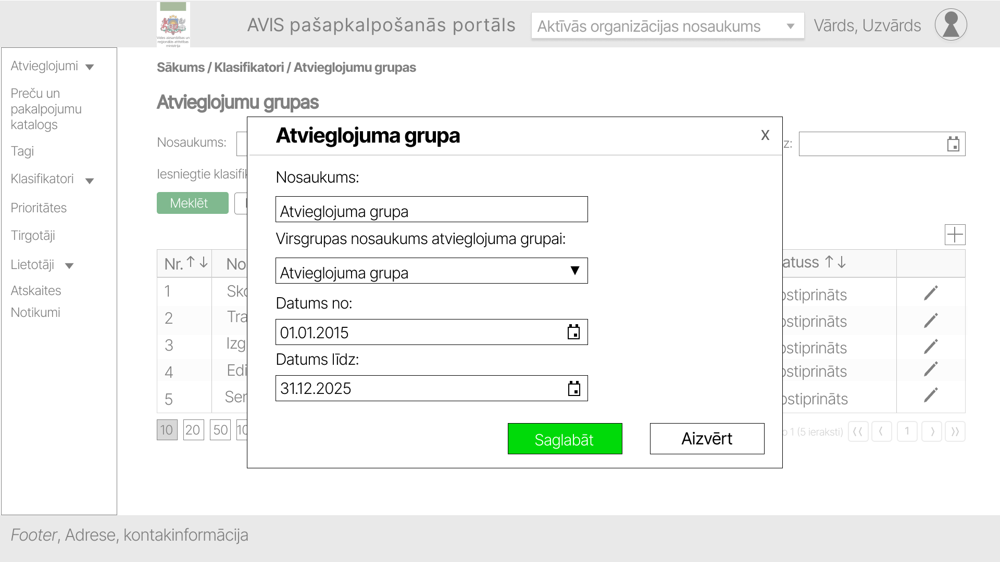 Vides aizsardzības un
reģionālās attīstības
ministrija
AVIS pašapkalpošanās portāls
Aktīvās organizācijas nosaukums
Vārds, Uzvārds
Atvieglojumi
Preču un
pakalpojumu
katalogs
Tagi
Klasifikatori
Prioritātes
Tirgotāji
Lietotāji
Atskaites
Notikumi
Sākums / Klasifikatori / Atvieglojumu grupas
Atvieglojumu grupas
Nosaukums:
z:
Iesniegtie klasifik
Meklēt
Atvieglojuma grupa
X
Nosaukums:
Atvieglojuma grupa
Virsgrupas nosaukums atvieglojuma grupai:
Atvieglojuma grupa
Datums no:
01.01.2015
Datums līdz:
31.12.2025
Saglabāt
Aizvērt
Nr. ↑↓ No atuss ↑↓
1 Sko ostiprināts
2 Tra ostiprināts
3 Izg ostiprināts
4 Edi ostiprināts
5 Ser ostiprināts
10 20 50 10
o 1 (5 ieraksti) ⟨⟨ ⟨ 1 ⟩ ⟩⟩
Footer, Adrese, kontakinformācija